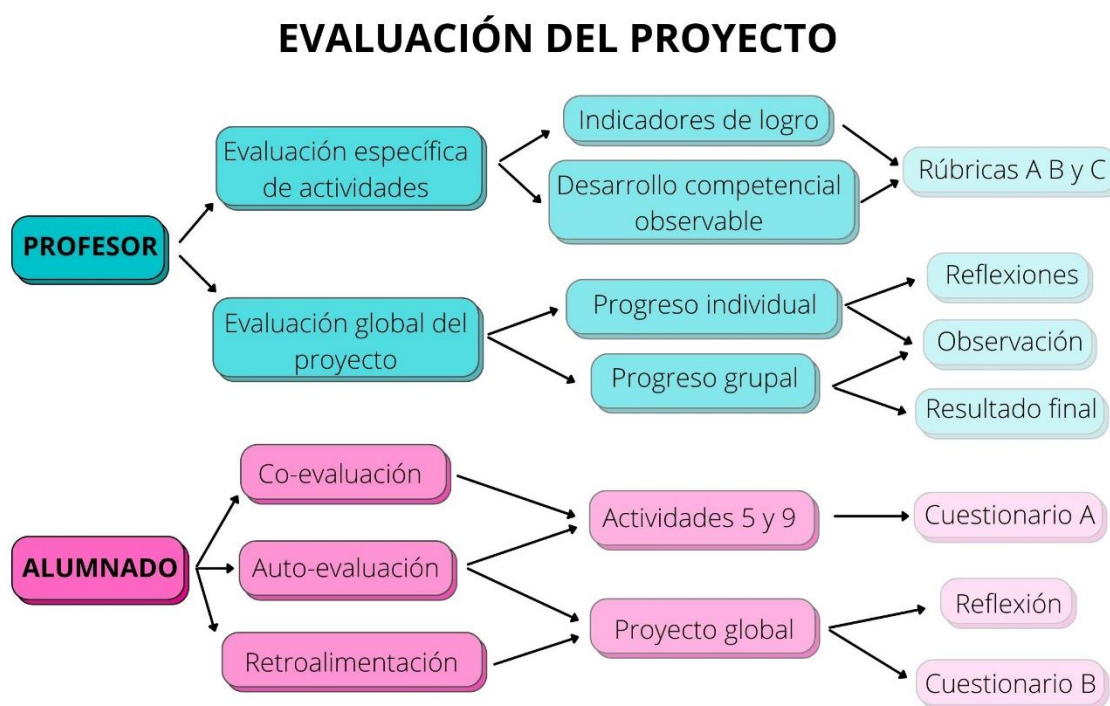 EVALUACIÓN DEL PROYECTO
PROFESOR
Evaluación específica
de actividades
Indicadores de logro
Desarrollo competencial
observable
Rúbricas A B y C
Evaluación global del
proyecto
Progreso individual
Progreso grupal
Reflexiones
Observación
Resultado final
ALUMNADO
Co-evaluación
Auto-evaluación
Retroalimentación
Actividades 5 y 9
Proyecto global
Cuestionario A
Reflexión
Cuestionario B